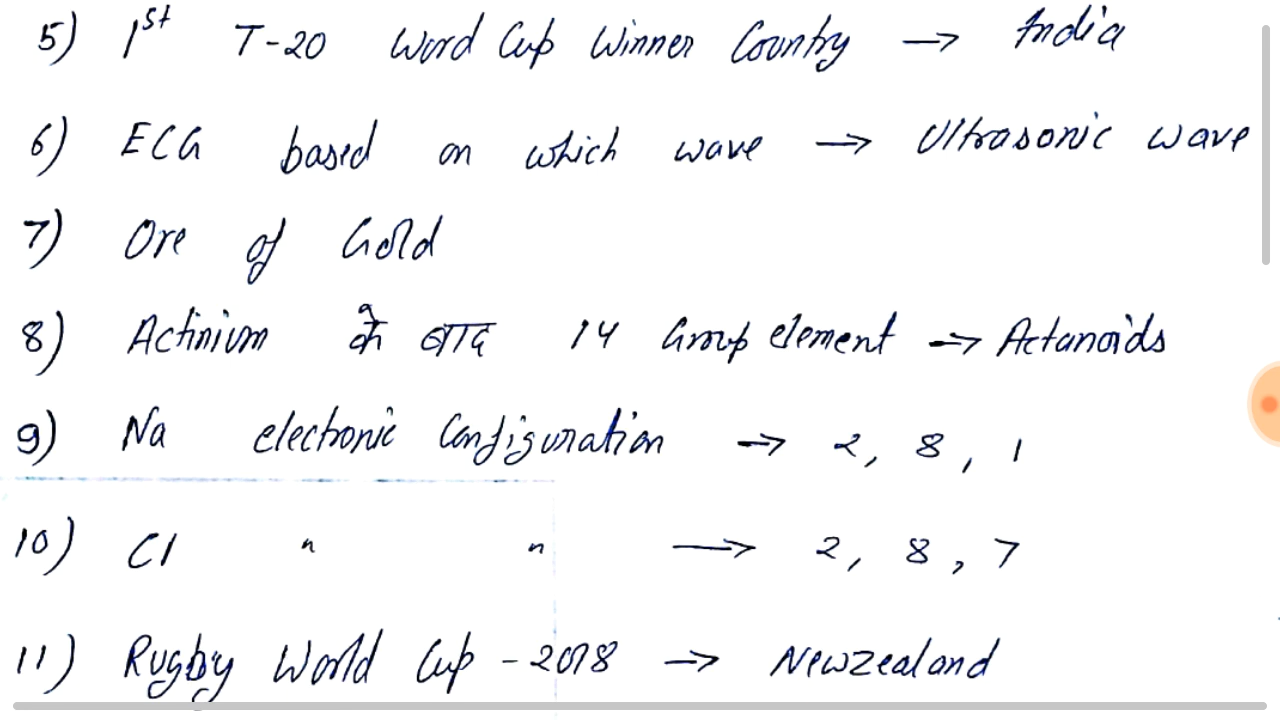 5) 1st T-20 Word Cup Winner Country → India
6) ECG based on which wave → Ultrasonic wave
7) Ore of Gold
8) Actinium के बाद 14 Group element → Actanoids
9) Na electronic Configuration → 2, 8, 1
10) Cl " " → 2, 8, 7
11) Rugby World Cup - 2018 → Newzealand